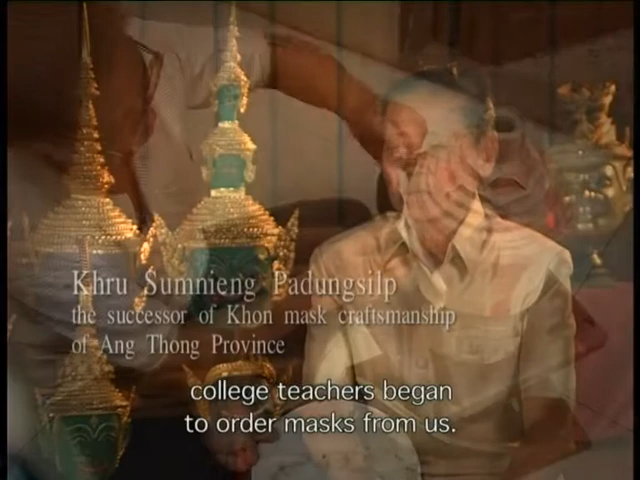 Khru Sumnieng Padungsilp
the successor of Khon mask craftsmanship
of Ang Thong Province
college teachers began
to order masks from us.